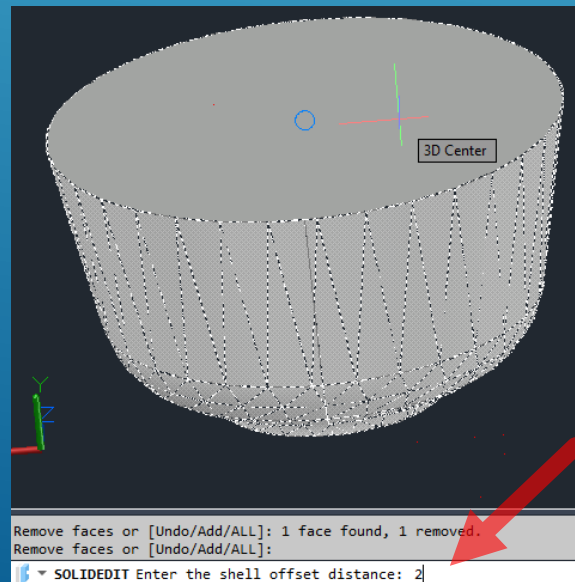 3D Center
Y
Z
Remove faces or [Undo/Add/ALL]: 1 face found, 1 removed.
Remove faces or [Undo/Add/ALL]:
SOLIDEDIT Enter the shell offset distance: 2